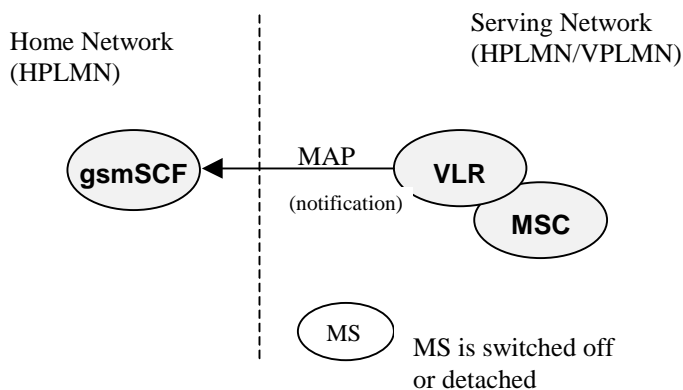 Home Network
(HPLMN)
Serving Network
(HPLMN/VPLMN)
gsmSCF
MAP
(notification)
VLR
MSC
MS
MS is switched off
or detached